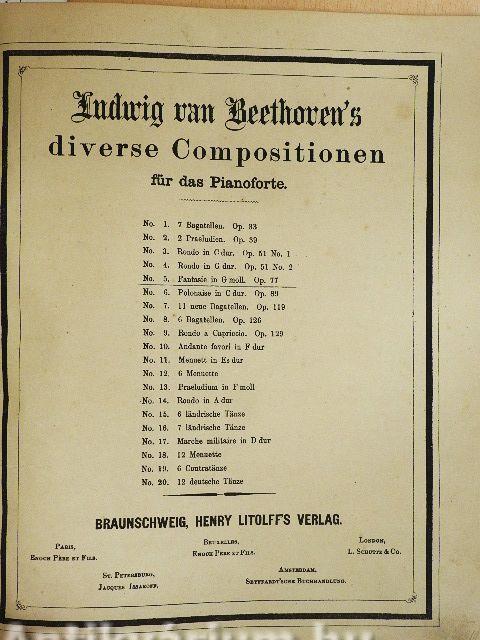 Ludwig van Beethoven's
diverse Compositionen
für das Pianoforte.
No. 1. 7 Bagatellen. Op. 33
No. 2. 2 Praeludien. Op. 39
No. 3. Rondo in C dur. Op. 51 No. 1
No. 4. Rondo in G dur. Op. 51 No. 2
No. 5. Fantasie in G moll. Op. 77
No. 6. Polonaise in C dur. Op. 89
No. 7. 11 neue Bagatellen. Op. 119
No. 8. 6 Bagatellen. Op. 126
No. 9. Rondo a Capriccio. Op. 129
No. 10. Andante favori in F dur
No. 11. Menuett in Es dur
No. 12. 6 Menuette
No. 13. Praeludium in F moll
No. 14. Rondo in A dur
No. 15. 6 ländrische Tänze
No. 16. 7 ländrische Tänze
No. 17. Marche militaire in D dur
No. 18. 12 Menuette
No. 19. 6 Contratänze
No. 20. 12 deutsche Tänze
BRAUNSCHWEIG, HENRY LITOLFF'S VERLAG.
Paris, Bruxelles, London,
Enoch Père et Fils. Enoch Père et Fils. & Co.
St. Petersburg, Amsterdam,
Jacques Issakoff. Seyffardt'sche Buchhandlung.
Antikvárium.hu